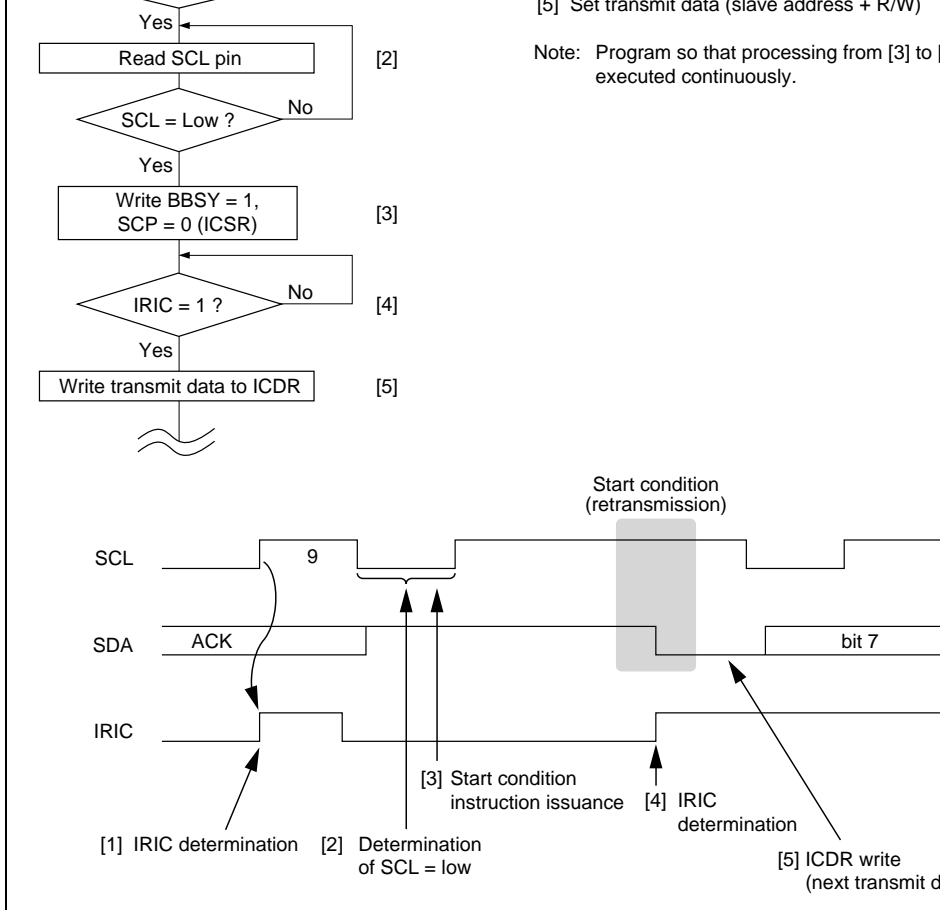 [5] Set transmit data (slave address + R/W)
Note: Program so that processing from [3] to [
executed continuously.
Yes
Read SCL pin
[2]
SCL = Low ?
No
Yes
Write BBSY = 1,
SCP = 0 (ICSR)
[3]
IRIC = 1 ?
No
[4]
Yes
Write transmit data to ICDR
[5]
Start condition
(retransmission)
SCL
9
SDA
ACK
bit 7
IRIC
[3] Start condition
instruction issuance
[4] IRIC
determination
[1] IRIC determination
[2] Determination
of SCL = low
[5] ICDR write
(next transmit d